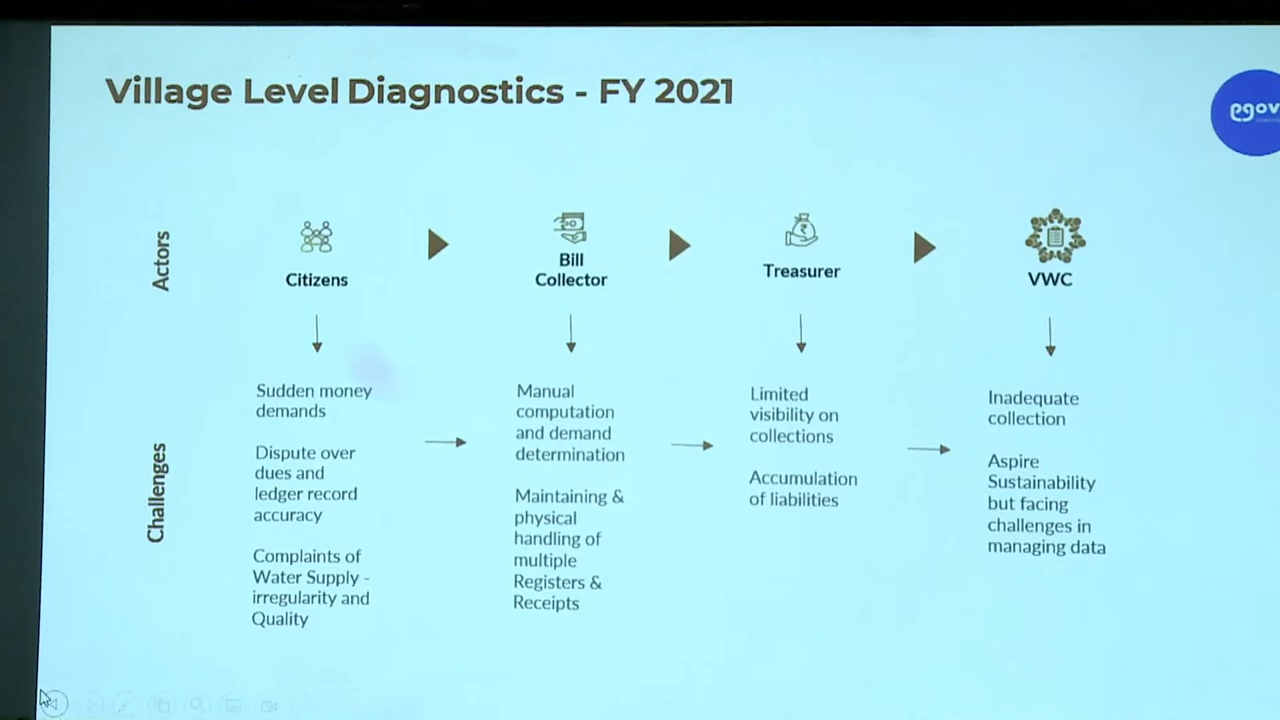 Village Level Diagnostics - FY 2021
egov
Actors
Citizens
Bill
Collector
Treasurer
VWC
Challenges
Sudden money
demands
Dispute over
dues and
ledger record
accuracy
Complaints of
Water Supply -
irregularity and
Quality
Manual
computation
and demand
determination
Maintaining &
physical
handling of
multiple
Registers &
Receipts
Limited
visibility on
collections
Accumulation
of liabilities
Inadequate
collection
Aspire
Sustainability
but facing
challenges in
managing data